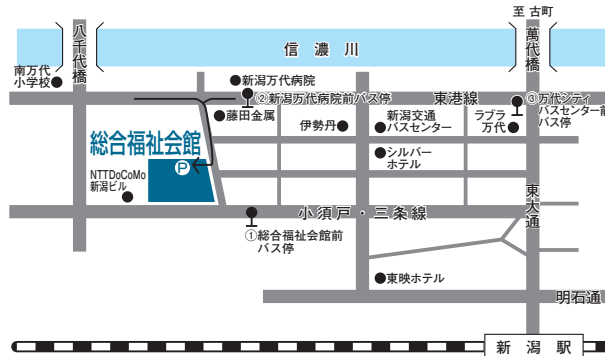 至 古町
八千代橋
信濃川
萬代橋
南万代
小学校
新潟万代病院
②新潟万代病院前バス停
東港線
③万代シティ
バスセンター前
バス停
藤田金属
伊勢丹
新潟交通
バスセンター
ラブラ
万代
総合福祉会館
P
シルバー
ホテル
NTTDoCoMo
新潟ビル
東大通
小須戸・三条線
①総合福祉会館前
バス停
東映ホテル
明石通
新潟駅